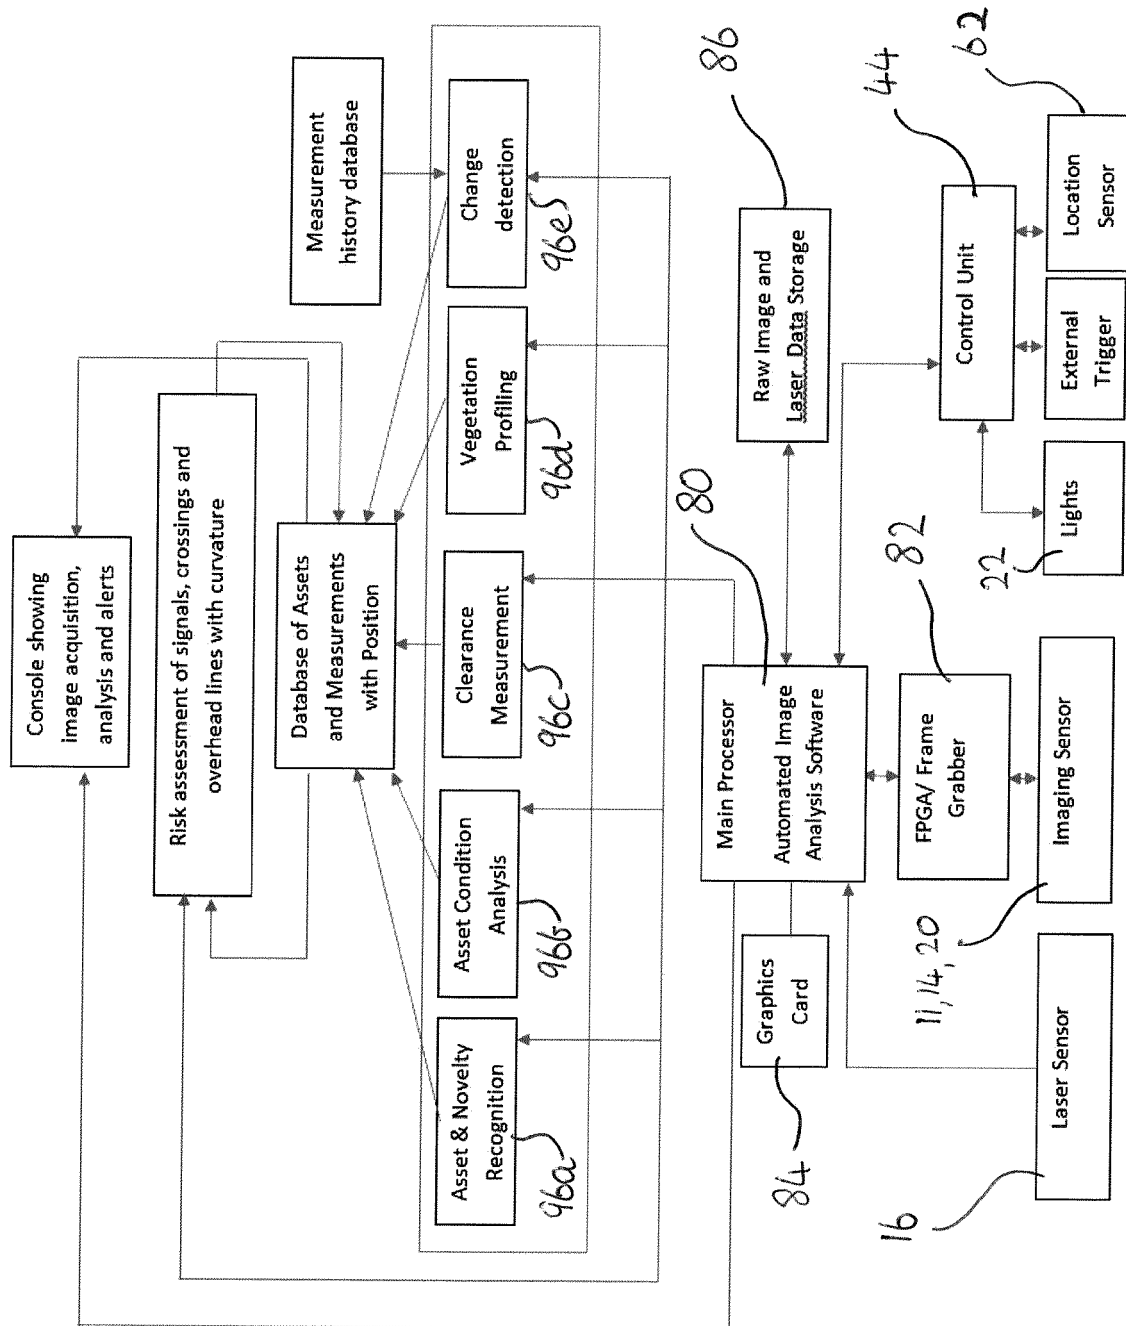 Console showing
image acquisition,
analysis and alerts
Risk assessment of signals, crossings and
overhead lines with curvature
Database of Assets
and Measurements
with Position
Measurement
history database
Asset & Novelty
Recognition
96a
Asset Condition
Analysis
96b
Clearance
Measurement
96c
Vegetation
Profiling
96d
Change
detection
96e
Graphics
Card
84
Main Processor
Automated Image
Analysis Software
80
Raw Image and
Laser Data Storage
86
FPGA/ Frame
Grabber
82
Control Unit
44
Laser Sensor
16
Imaging Sensor
11, 14, 20
Lights
22
External
Trigger
Location
Sensor
62